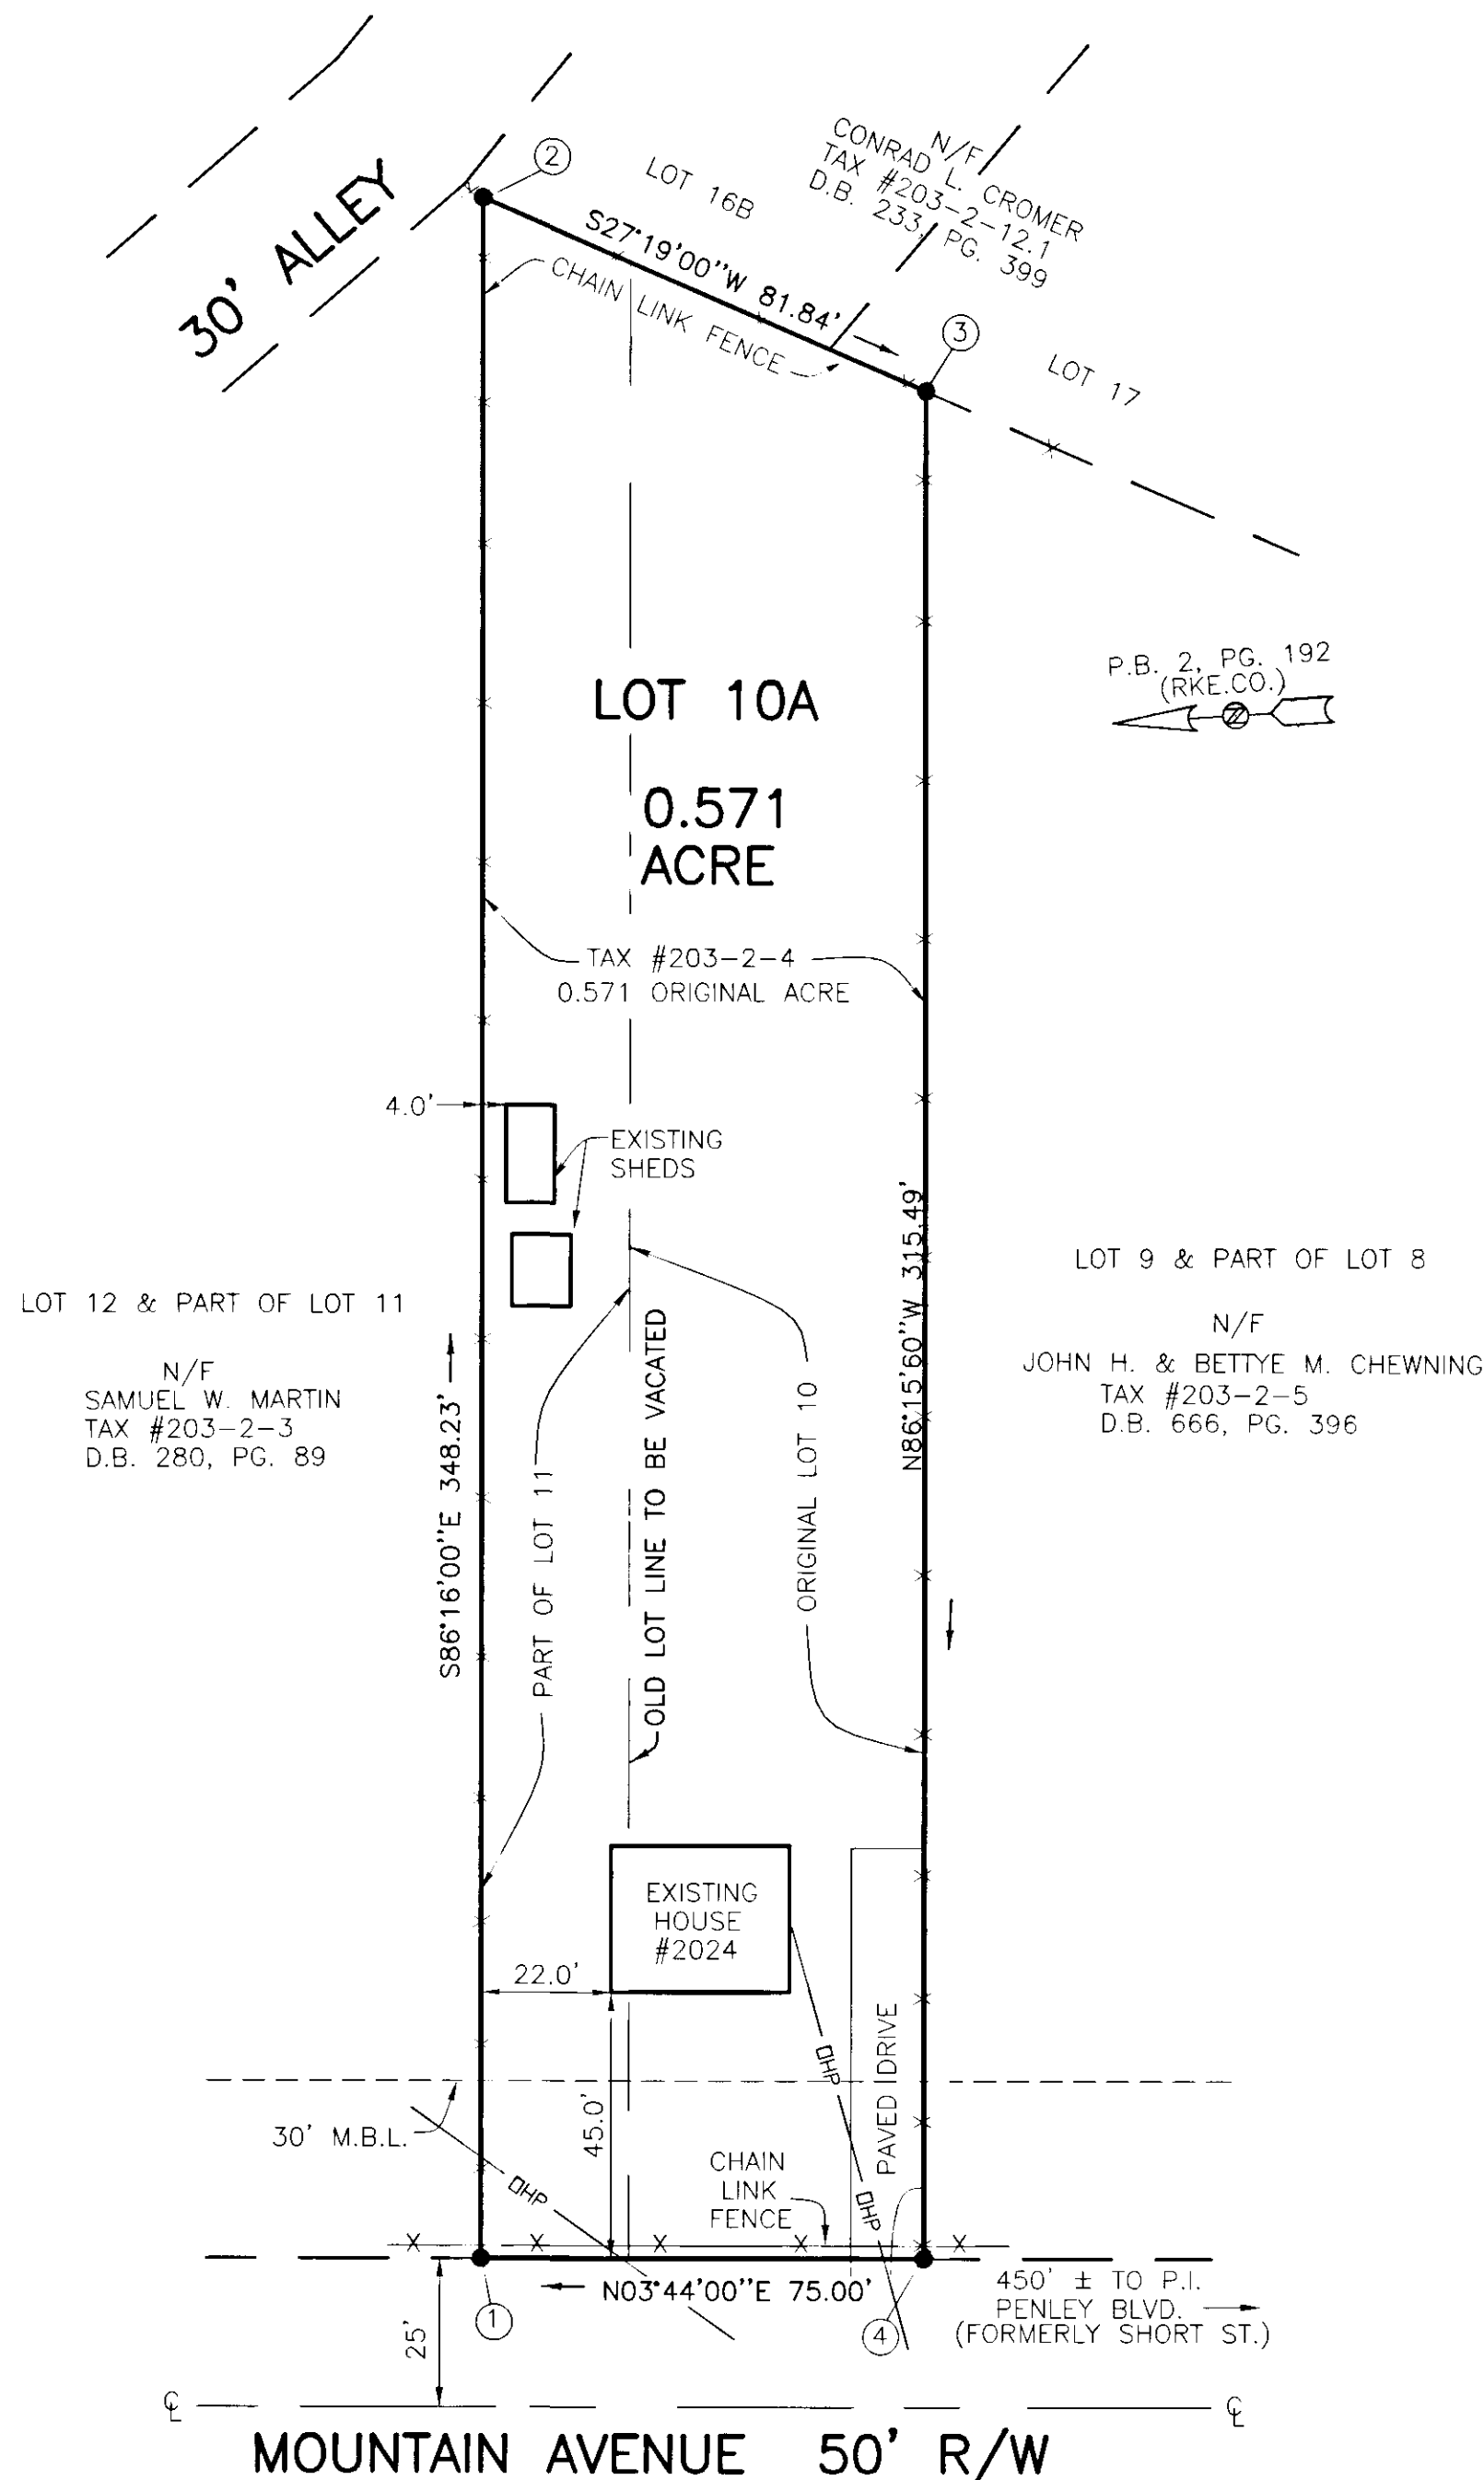 30' ALLEY
2
LOT 16B
N/F
CONRAD L. CROMER
TAX #203-2-12.1
D.B. 233, PG. 399
S27°19'00"W 81.84'
CHAIN LINK FENCE
3
LOT 17
P.B. 2, PG. 192
(RKE.CO.)
LOT 10A
0.571
ACRE
TAX #203-2-4
0.571 ORIGINAL ACRE
4.0'
EXISTING
SHEDS
LOT 12 & PART OF LOT 11
N/F
SAMUEL W. MARTIN
TAX #203-2-3
D.B. 280, PG. 89
S86°16'00"E 348.23'
PART OF LOT 11
OLD LOT LINE TO BE VACATED
ORIGINAL LOT 10
N86°15'60"W 315.49'
LOT 9 & PART OF LOT 8
N/F
JOHN H. & BETTYE M. CHEWNING
TAX #203-2-5
D.B. 666, PG. 396
EXISTING
HOUSE
#2024
22.0'
45.0'
PAVED DRIVE
OHP
OHP
30' M.B.L.
OHP
CHAIN
LINK
FENCE
N03°44'00"E 75.00'
1
4
25'
450' ± TO P.I.
PENLEY BLVD.
(FORMERLY SHORT ST.)
℄
℄
MOUNTAIN AVENUE 50' R/W